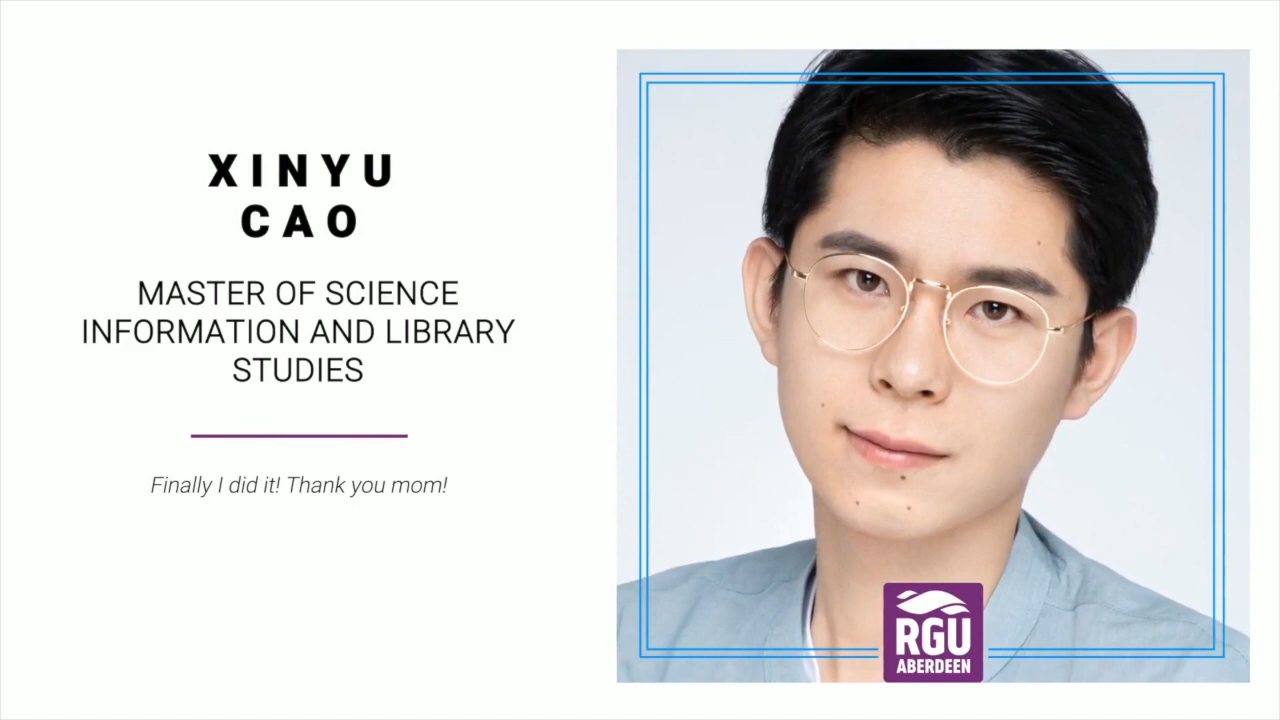 XINYU
CAO
MASTER OF SCIENCE
INFORMATION AND LIBRARY
STUDIES
Finally I did it! Thank you mom!
RGU
ABERDEEN